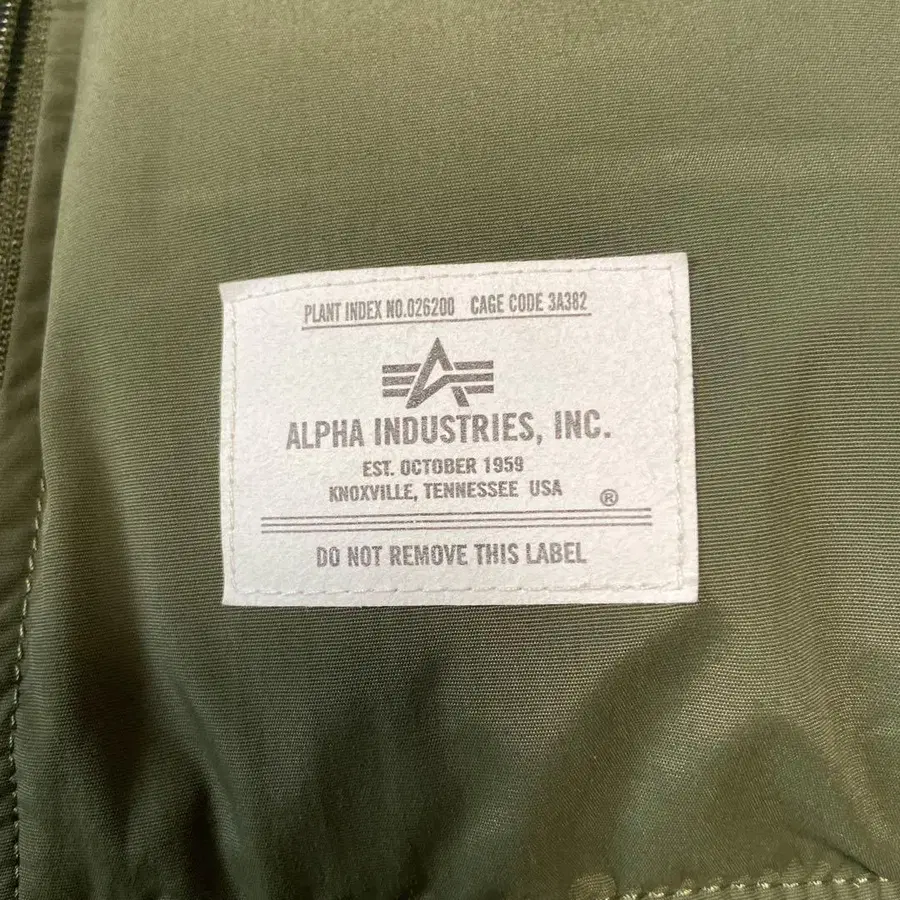 PLANT INDEX NO.026200 CAGE CODE 3A382
ALPHA INDUSTRIES, INC.
EST. OCTOBER 1959
KNOXVILLE, TENNESSEE USA ®
DO NOT REMOVE THIS LABEL